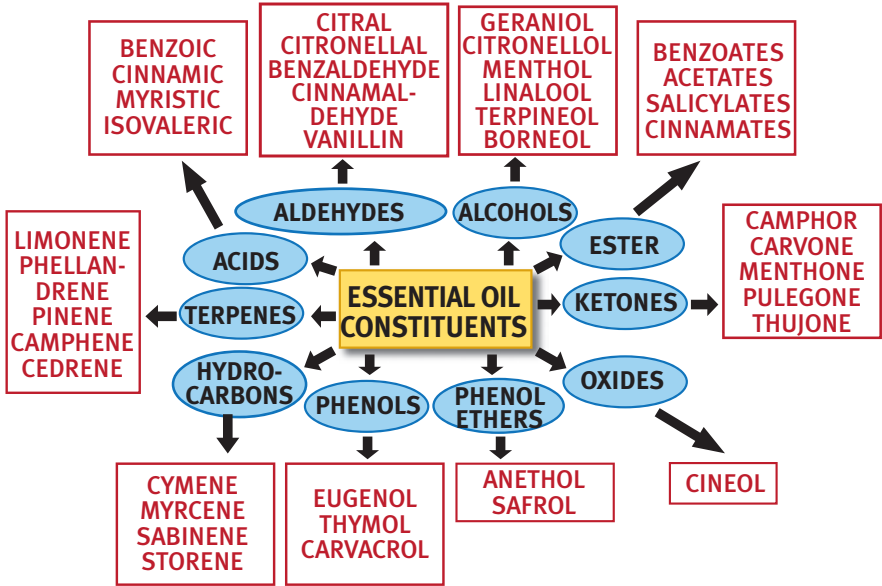 BENZOIC
CINNAMIC
MYRISTIC
ISOVALERIC
CITRAL
CITRONELLAL
BENZALDEHYDE
CINNAMAL-
DEHYDE
VANILLIN
GERANIOL
CITRONELLOL
MENTHOL
LINALOOL
TERPINEOL
BORNEOL
BENZOATES
ACETATES
SALICYLATES
CINNAMATES
ALDEHYDES
ALCOHOLS
ACIDS
ESTER
LIMONENE
PHELLAN-
DRENE
PINENE
CAMPHENE
CEDRENE
TERPENES
ESSENTIAL OIL
CONSTITUENTS
KETONES
CAMPHOR
CARVONE
MENTHONE
PULEGONE
THUJONE
HYDRO-
CARBONS
PHENOLS
PHENOL
ETHERS
OXIDES
CYMENE
MYRCENE
SABINENE
STORENE
EUGENOL
THYMOL
CARVACROL
ANETHOL
SAFROL
CINEOL